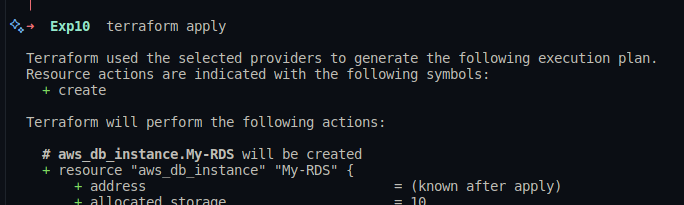 → Exp10 terraform apply
Terraform used the selected providers to generate the following execution plan.
Resource actions are indicated with the following symbols:
+ create
Terraform will perform the following actions:
# aws_db_instance.My-RDS will be created
+ resource "aws_db_instance" "My-RDS" {
+ address = (known after apply)
+ allocated_storage = 10